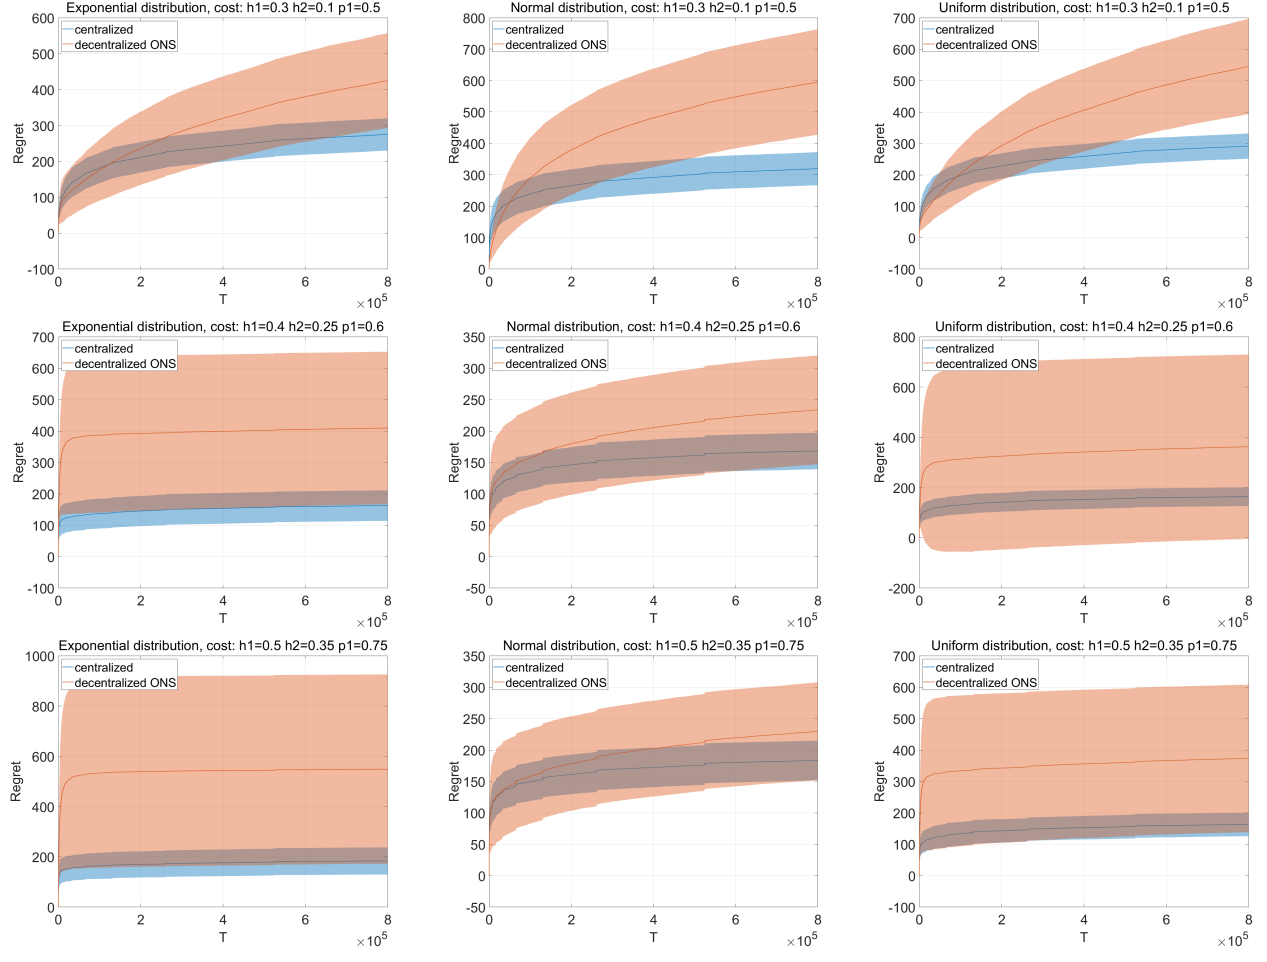 Exponential distribution, cost: h1=0.3 h2=0.1 p1=0.5
600
500
400
300
200
100
0
-100
Regret
centralized
decentralized ONS
0 2 4 6 8
×10^5
T
Normal distribution, cost: h1=0.3 h2=0.1 p1=0.5
800
700
600
500
400
300
200
100
0
Regret
centralized
decentralized ONS
0 2 4 6 8
×10^5
T
Uniform distribution, cost: h1=0.3 h2=0.1 p1=0.5
700
600
500
400
300
200
100
0
-100
Regret
centralized
decentralized ONS
0 2 4 6 8
×10^5
T
Exponential distribution, cost: h1=0.4 h2=0.25 p1=0.6
700
600
500
400
300
200
100
0
-100
Regret
centralized
decentralized ONS
0 2 4 6 8
×10^5
T
Normal distribution, cost: h1=0.4 h2=0.25 p1=0.6
350
300
250
200
150
100
50
0
-50
Regret
centralized
decentralized ONS
0 2 4 6 8
×10^5
T
Uniform distribution, cost: h1=0.4 h2=0.25 p1=0.6
800
600
400
200
0
-200
Regret
centralized
decentralized ONS
0 2 4 6 8
×10^5
T
Exponential distribution, cost: h1=0.5 h2=0.35 p1=0.75
1000
800
600
400
200
0
Regret
centralized
decentralized ONS
0 2 4 6 8
×10^5
T
Normal distribution, cost: h1=0.5 h2=0.35 p1=0.75
350
300
250
200
150
100
50
0
-50
Regret
centralized
decentralized ONS
0 2 4 6 8
×10^5
T
Uniform distribution, cost: h1=0.5 h2=0.35 p1=0.75
700
600
500
400
300
200
100
0
-100
Regret
centralized
decentralized ONS
0 2 4 6 8
×10^5
T